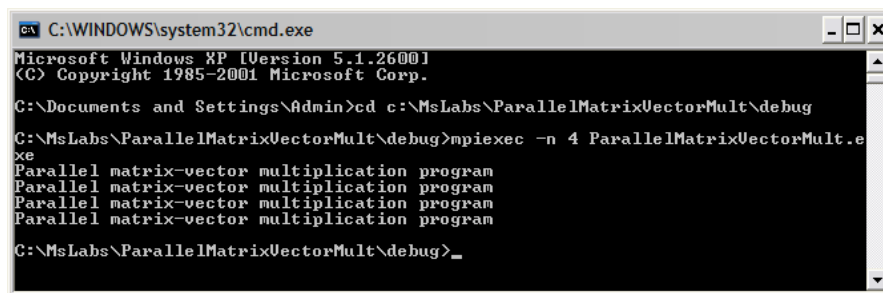 C:\WINDOWS\system32\cmd.exe
Microsoft Windows XP [Version 5.1.2600]
(C) Copyright 1985-2001 Microsoft Corp.
C:\Documents and Settings\Admin>cd c:\MsLabs\ParallelMatrixVectorMult\debug
C:\MsLabs\ParallelMatrixVectorMult\debug>mpiexec -n 4 ParallelMatrixVectorMult.e
xe
Parallel matrix-vector multiplication program
Parallel matrix-vector multiplication program
Parallel matrix-vector multiplication program
Parallel matrix-vector multiplication program
C:\MsLabs\ParallelMatrixVectorMult\debug>_